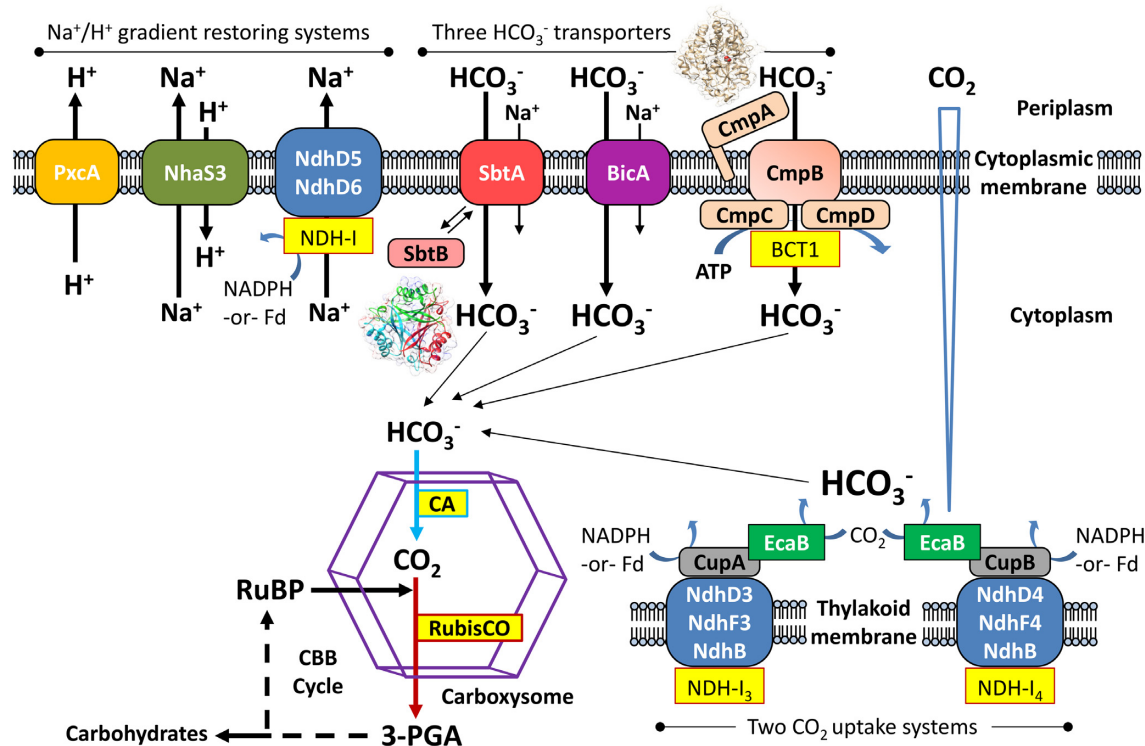 Na⁺/H⁺ gradient restoring systems
Three HCO₃⁻ transporters
H⁺
Na⁺
H⁺
Na⁺
HCO₃⁻
Na⁺
HCO₃⁻
Na⁺
HCO₃⁻
CO₂
Periplasm
CmpA
PxcA
NhaS3
NdhD5
NdhD6
SbtA
BicA
CmpB
Cytoplasmic
membrane
CmpC
CmpD
NDH-I
SbtB
BCT1
H⁺
H⁺
NADPH
-or- Fd
ATP
Na⁺
Na⁺
HCO₃⁻
HCO₃⁻
HCO₃⁻
Cytoplasm
HCO₃⁻
CA
CO₂
RuBP
RubisCO
CBB
Cycle
Carboxysome
Carbohydrates
3-PGA
HCO₃⁻
NADPH
-or- Fd
EcaB
CO₂
EcaB
NADPH
-or- Fd
CupA
CupB
NdhD3
NdhF3
NdhB
Thylakoid
membrane
NdhD4
NdhF4
NdhB
NDH-I₃
NDH-I₄
Two CO₂ uptake systems